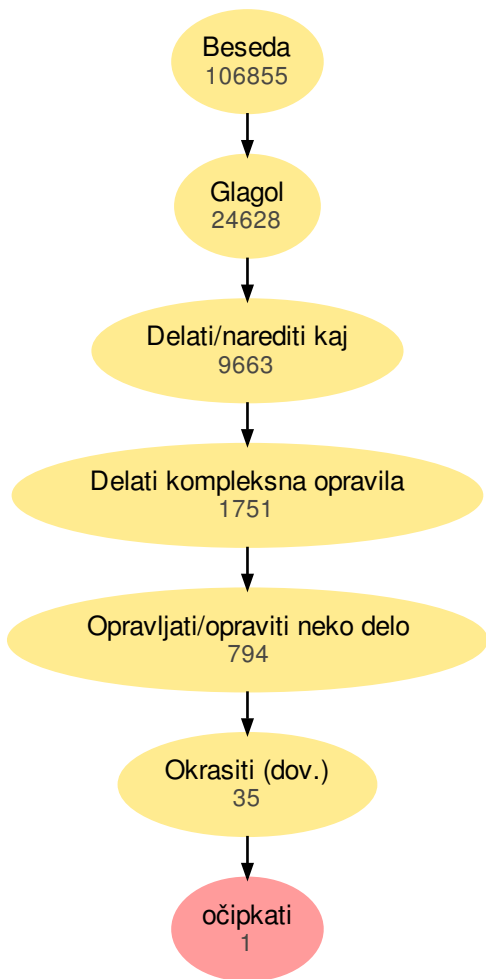 Beseda
106855
Glagol
24628
Delati/narediti kaj
9663
Delati kompleksna opravila
1751
Opravljati/opraviti neko delo
794
Okrasiti (dov.)
35
očipkati
1